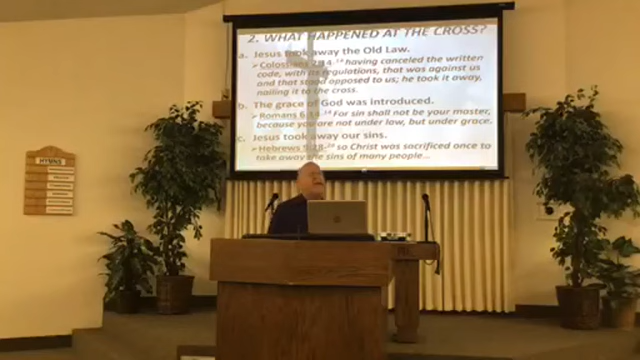 2. WHAT HAPPENED AT THE CROSS?
a. Jesus took away the Old Law.
➢Colossians 2:14 14 having canceled the written
code, with its regulations, that was against us
and that stood opposed to us; he took it away,
nailing it to the cross.
b. The grace of God was introduced.
➢Romans 6:14 14 For sin shall not be your master,
because you are not under law, but under grace.
c. Jesus took away our sins.
➢Hebrews 9:28 so Christ was sacrificed once to
take away the sins of many people...
HYMNS